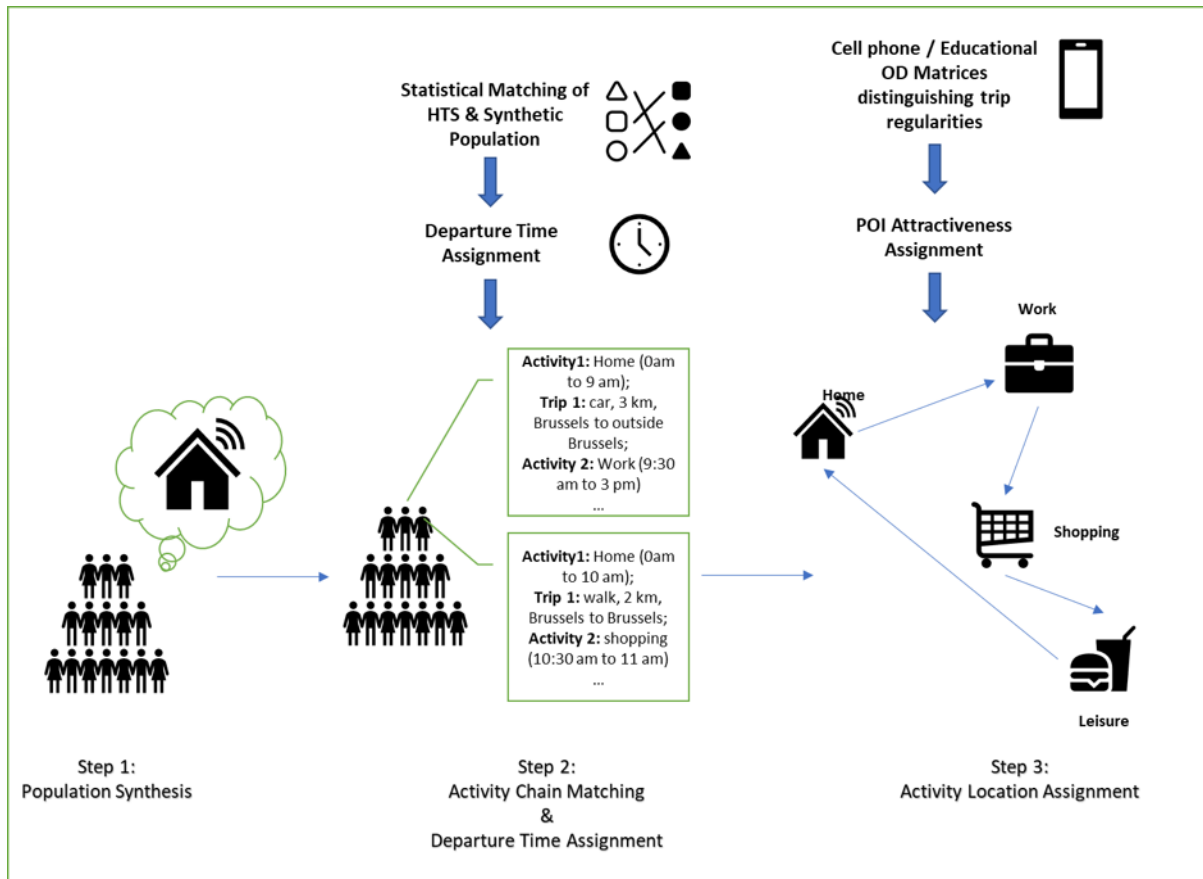 Statistical Matching of
HTS & Synthetic
Population
Departure Time
Assignment
Cell phone / Educational
OD Matrices
distinguishing trip
regularities
POI Attractiveness
Assignment
Activity1: Home (0am
to 9 am);
Trip 1: car, 3 km,
Brussels to outside
Brussels;
Activity 2: Work (9:30
am to 3 pm)
...
Activity1: Home (0am
to 10 am);
Trip 1: walk, 2 km,
Brussels to Brussels;
Activity 2: shopping
(10:30 am to 11 am)
...
Work
Home
Shopping
Leisure
Step 1:
Population Synthesis
Step 2:
Activity Chain Matching
&
Departure Time Assignment
Step 3:
Activity Location Assignment